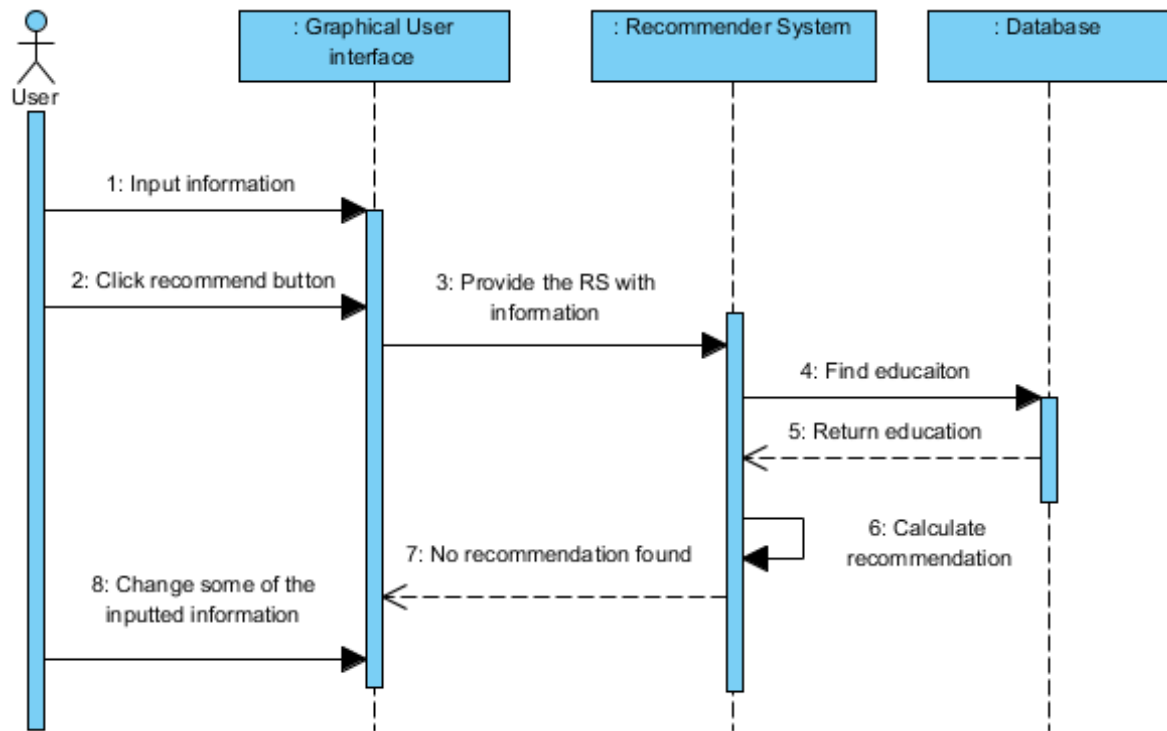 : Graphical User
interface
: Recommender System
: Database
User
1: Input information
2: Click recommend button
3: Provide the RS with
information
4: Find educaiton
5: Return education
6: Calculate
recommendation
7: No recommendation found
8: Change some of the
inputted information